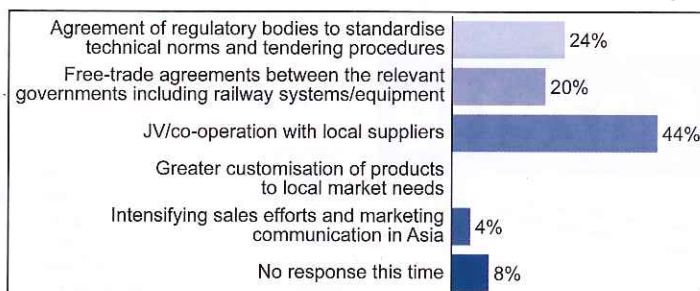 Agreement of regulatory bodies to standardise
technical norms and tendering procedures
24%
Free-trade agreements between the relevant
governments including railway systems/equipment
20%
JV/co-operation with local suppliers
44%
Greater customisation of products
to local market needs
Intensifying sales efforts and marketing
communication in Asia
4%
No response this time
8%